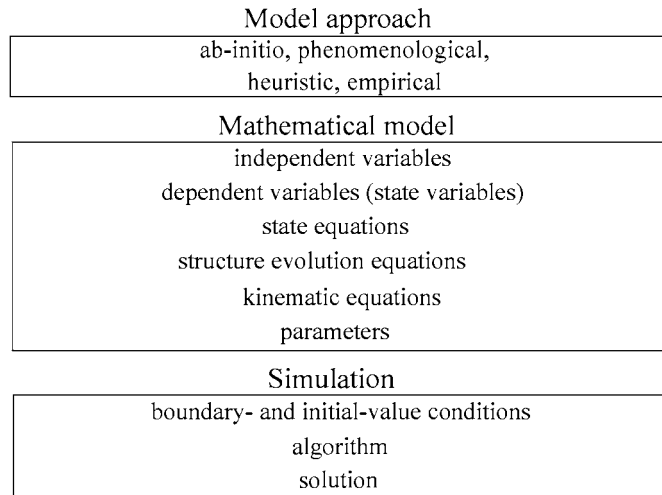 Model approach
ab-initio, phenomenological,
heuristic, empirical
Mathematical model
independent variables
dependent variables (state variables)
state equations
structure evolution equations
kinematic equations
parameters
Simulation
boundary- and initial-value conditions
algorithm
solution